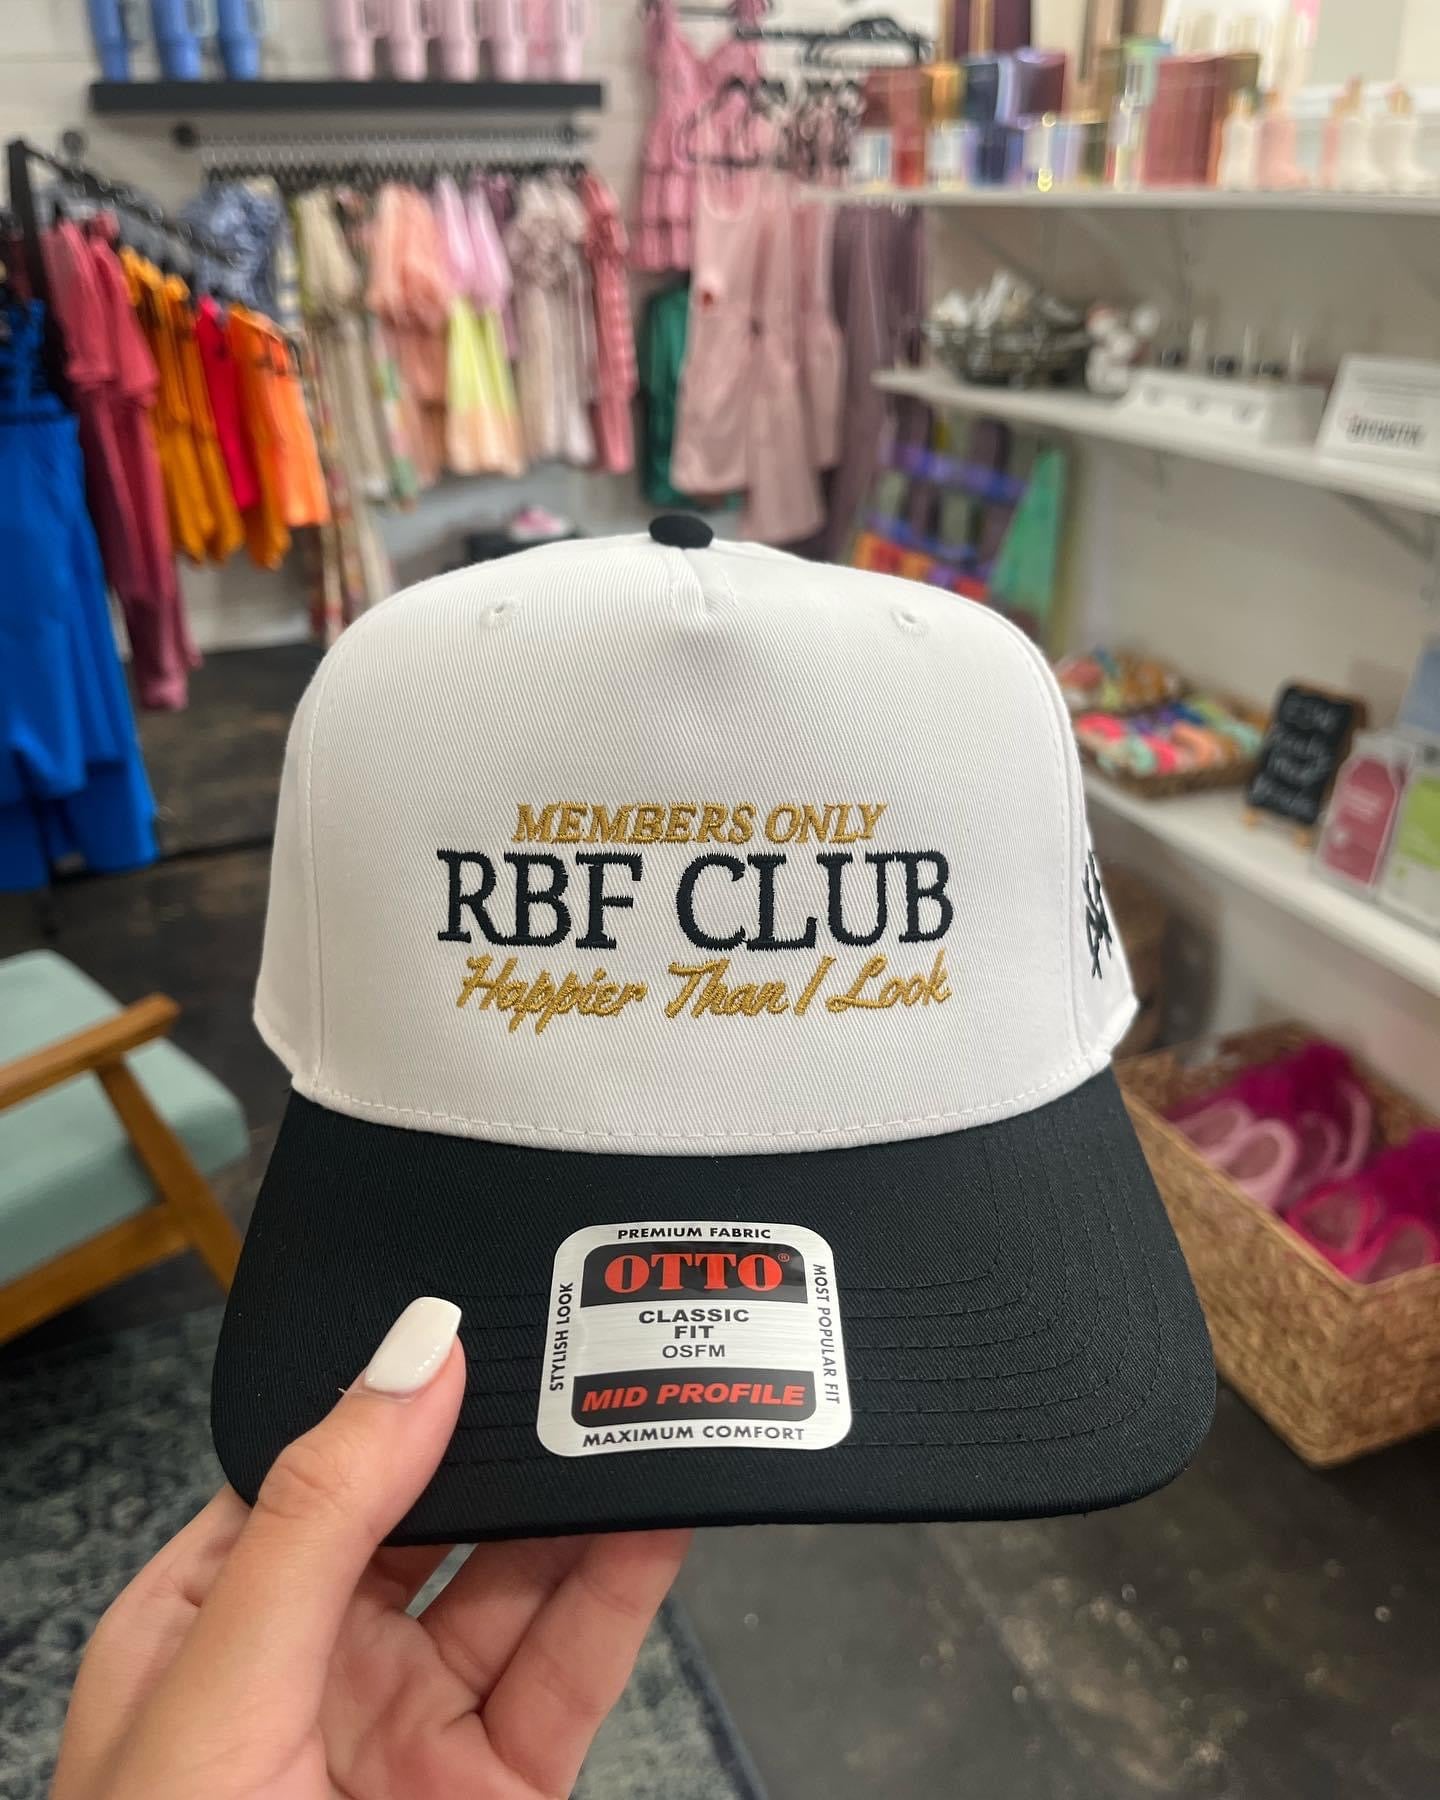 MEMBERS ONLY
RBF CLUB
Happier Than I Look
PREMIUM FABRIC
OTTO®
CLASSIC
FIT
OSFM
MID PROFILE
MAXIMUM COMFORT
STYLISH LOOK
MOST POPULAR FIT